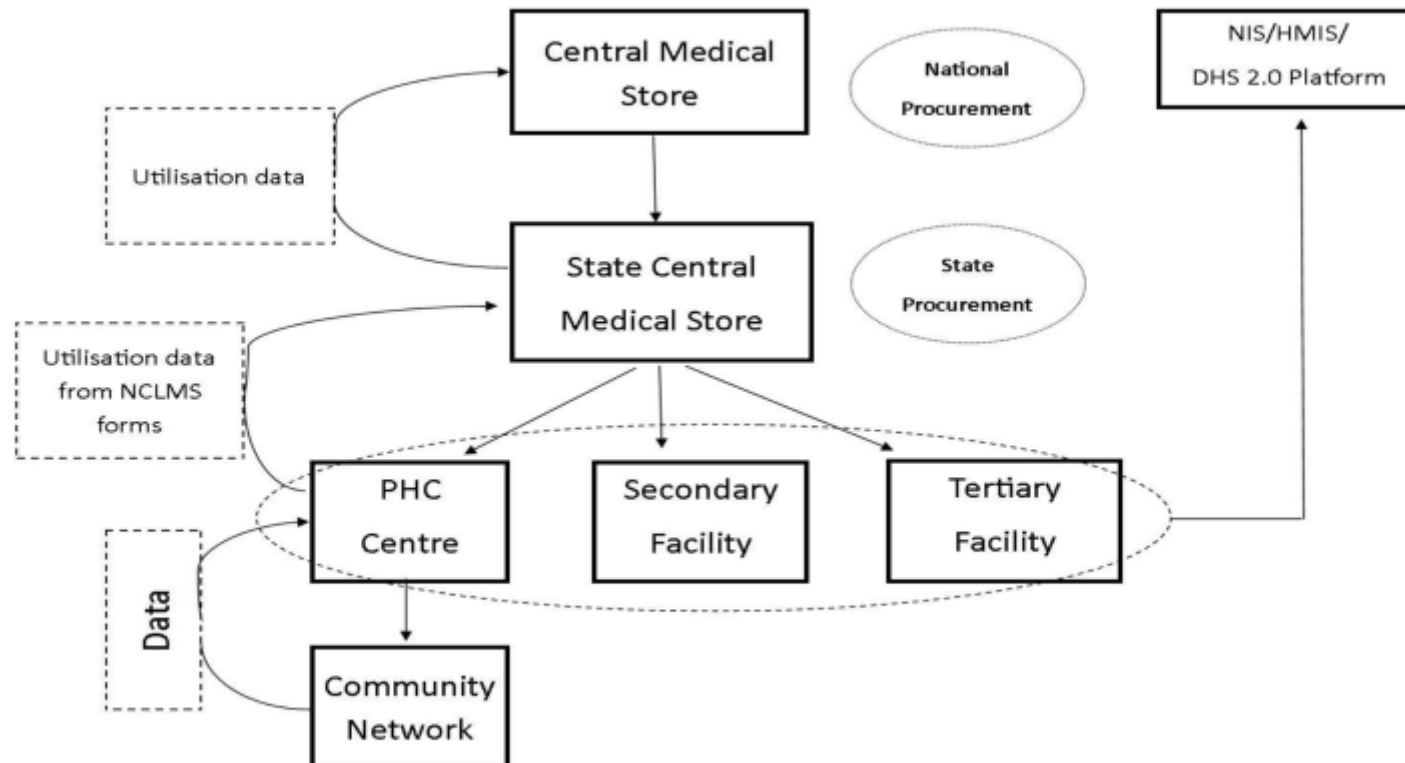 Central Medical
Store
National
Procurement
NIS/HMIS/
DHS 2.0 Platform
Utilisation data
State Central
Medical Store
State
Procurement
Utilisation data
from NCLMS
forms
PHC
Centre
Secondary
Facility
Tertiary
Facility
Data
Community
Network